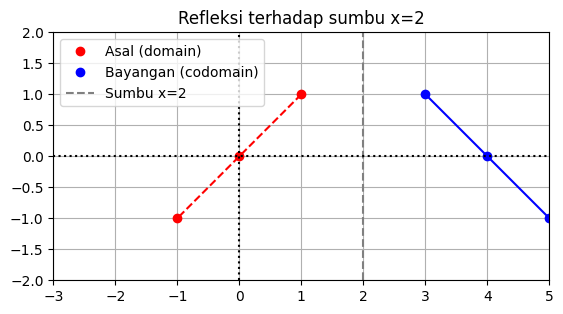 Refleksi terhadap sumbu x=2
Asal (domain)
Bayangan (codomain)
Sumbu x=2
2.0
1.5
1.0
0.5
0.0
−0.5
−1.0
−1.5
−2.0
−3 −2 −1 0 1 2 3 4 5